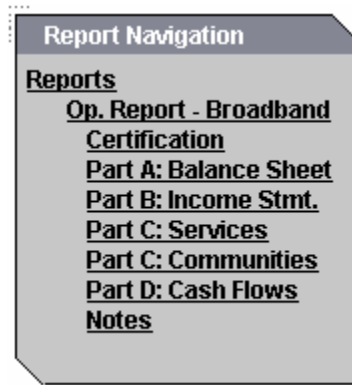 Report Navigation
Reports
Op. Report - Broadband
Certification
Part A: Balance Sheet
Part B: Income Stmt.
Part C: Services
Part C: Communities
Part D: Cash Flows
Notes